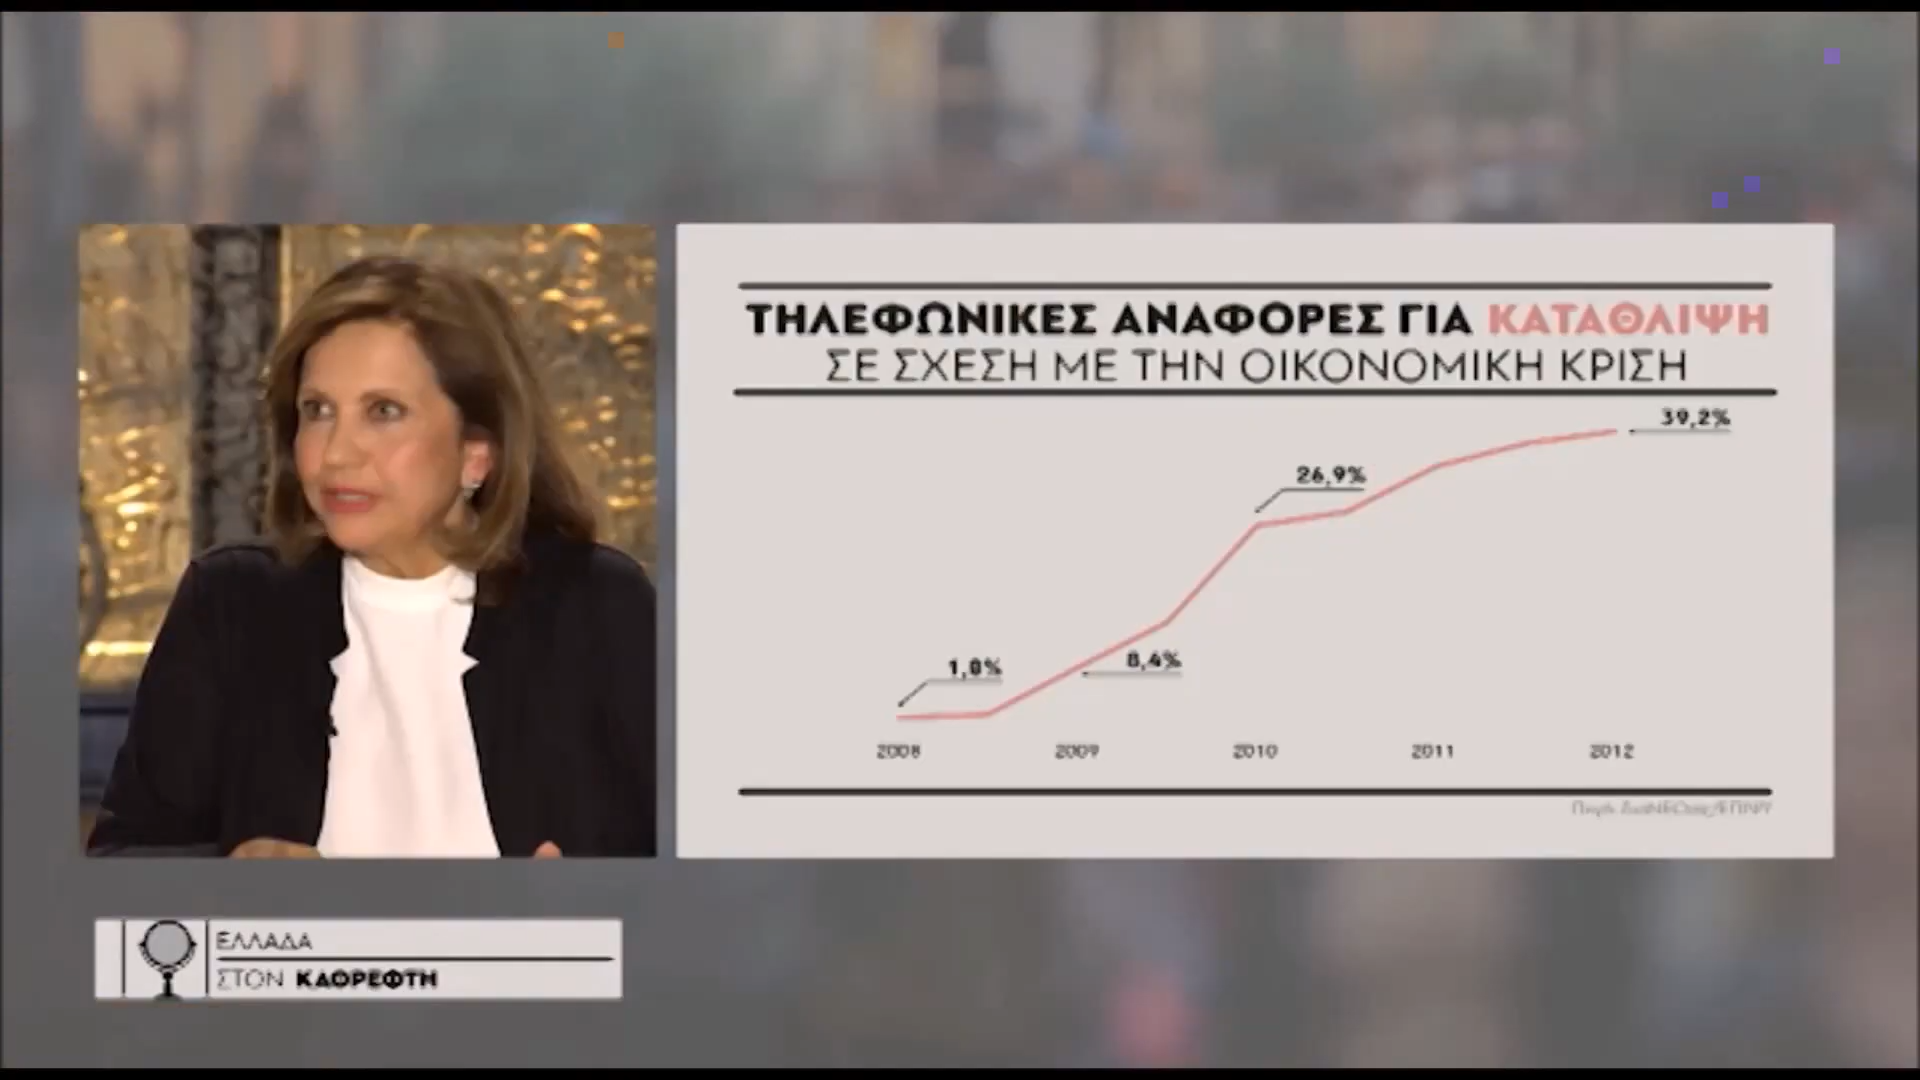 ΤΗΛΕΦΩΝΙΚΕΣ ΑΝΑΦΟΡΕΣ ΓΙΑ ΚΑΤΑΘΛΙΨΗ
ΣΕ ΣΧΕΣΗ ΜΕ ΤΗΝ ΟΙΚΟΝΟΜΙΚΗ ΚΡΙΣΗ
39,2%
26,9%
1,8%
8,4%
2008 2009 2010 2011 2012
ΕΛΛΑΔΑ
ΣΤΟΝ ΚΑΘΡΕΦΤΗ